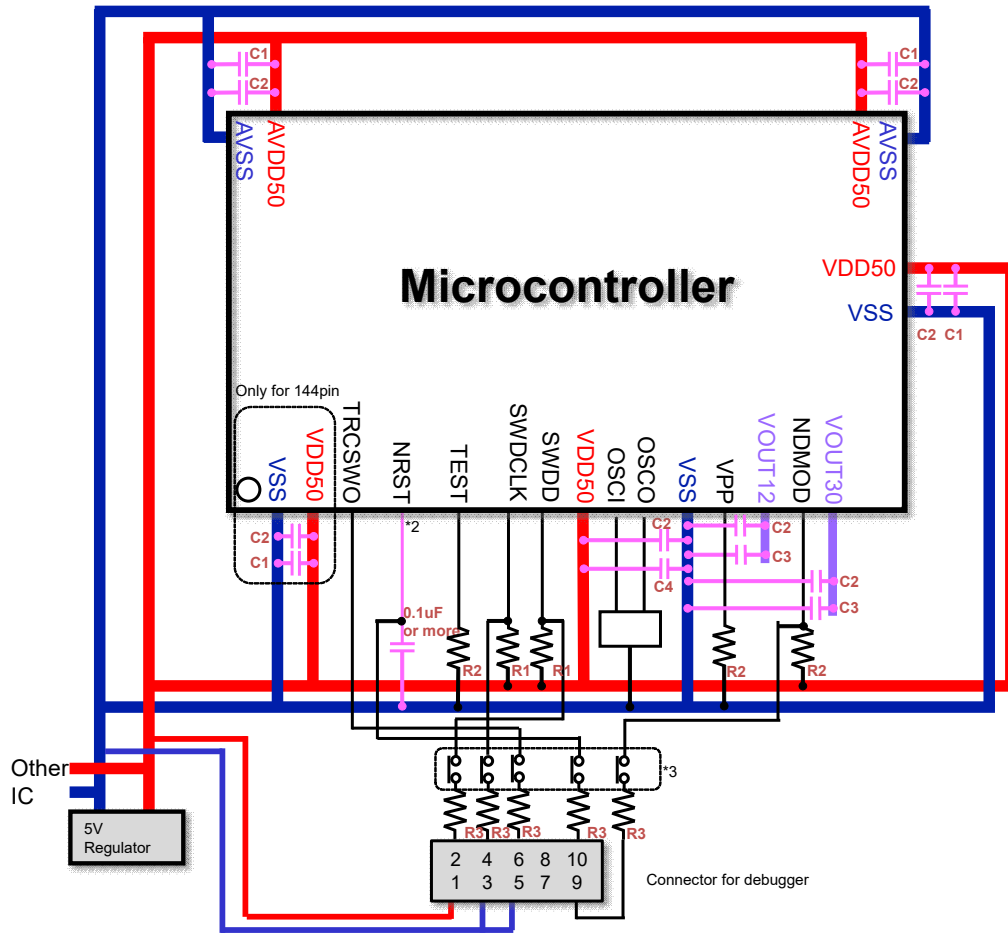 C1
C1
C2
C2
AVSS
AVDD50
AVDD50
AVSS
Microcontroller
VDD50
VSS
C2
C1
Only for 144pin
VSS
VDD50
TRCSWO
NRST
TEST
SWDCLK
SWDD
VDD50
OSCI
OSCO
VSS
VPP
VOUT12
NDMOD
VOUT30
*2
C2
C1
C2
C4
C2
C3
C2
C3
0.1uF
or more
R2
R1
R1
R2
R2
*3
Other
IC
5V
Regulator
R3
R3
R3
R3
R3
2 4 6 8 10
1 3 5 7 9
Connector for debugger